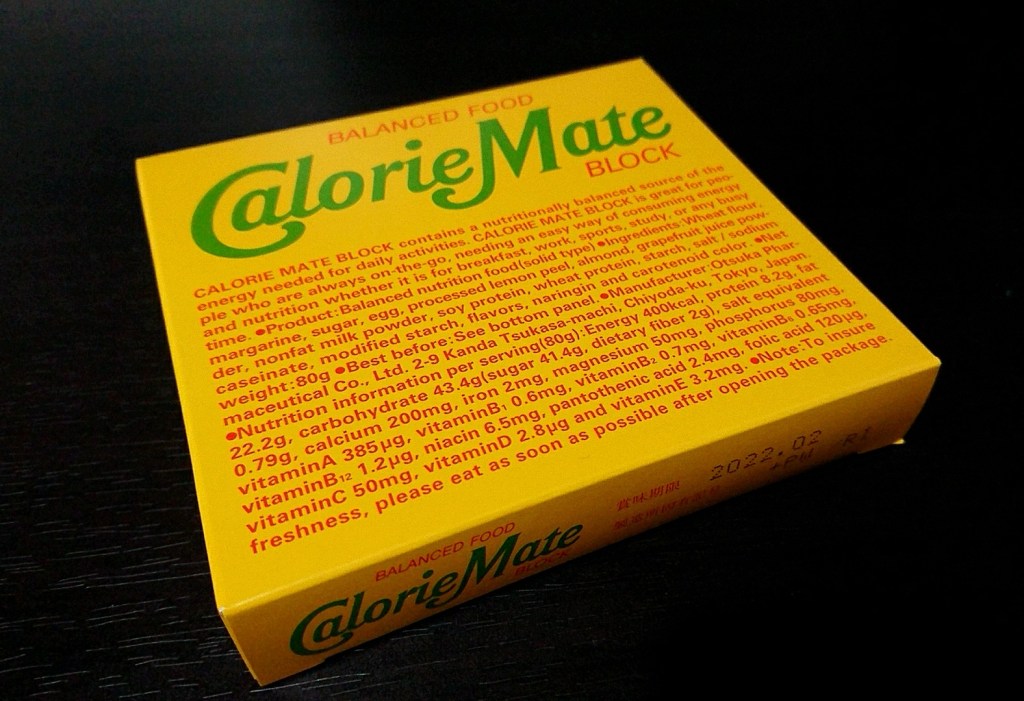 BALANCED FOOD
CalorieMate
BLOCK
CALORIE MATE BLOCK contains a nutritionally balanced source of the
energy needed for daily activities. CALORIE MATE BLOCK is great for peo-
ple who are always on-the-go, needing an easy way of consuming energy
and nutrition whether it is for breakfast, work, sports, study, or any busy
time. ●Product:Balanced nutrition food(solid type)●Ingredients:Wheat flour,
margarine, sugar, egg, processed lemon peel, almond, grapefruit juice pow-
der, nonfat milk powder, soy protein, wheat protein, starch, salt / sodium
caseinate, modified starch, flavors, naringin and carotenoid color. ●Net
weight:80g ●Best before:See bottom panel. ●Manufacturer:Otsuka Phar-
maceutical Co., Ltd. 2-9 Kanda Tsukasa-machi, Chiyoda-ku, Tokyo, Japan.
●Nutrition information per serving(80g):Energy 400kcal, protein 8.2g, fat
22.2g, carbohydrate 43.4g(sugar 41.4g, dietary fiber 2g), salt equivalent
0.79g, calcium 200mg, iron 2mg, magnesium 50mg, phosphorus 80mg,
vitaminA 385μg, vitaminB₁ 0.6mg, vitaminB₂ 0.7mg, vitaminB₆ 0.65mg,
vitaminB₁₂ 1.2μg, niacin 6.5mg, pantothenic acid 2.4mg, folic acid 120μg,
vitaminC 50mg, vitaminD 2.8μg and vitaminE 3.2mg. ●Note:To insure
freshness, please eat as soon as possible after opening the package.
BALANCED FOOD
CalorieMate
BLOCK
賞味期限 2022.02